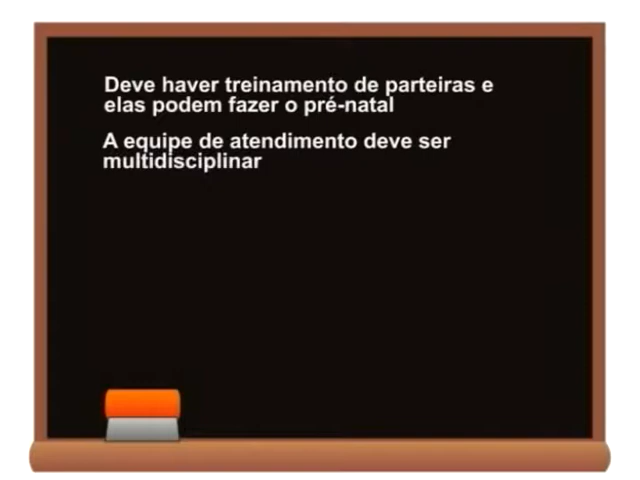 Deve haver treinamento de parteiras e
elas podem fazer o pré-natal
A equipe de atendimento deve ser
multidisciplinar